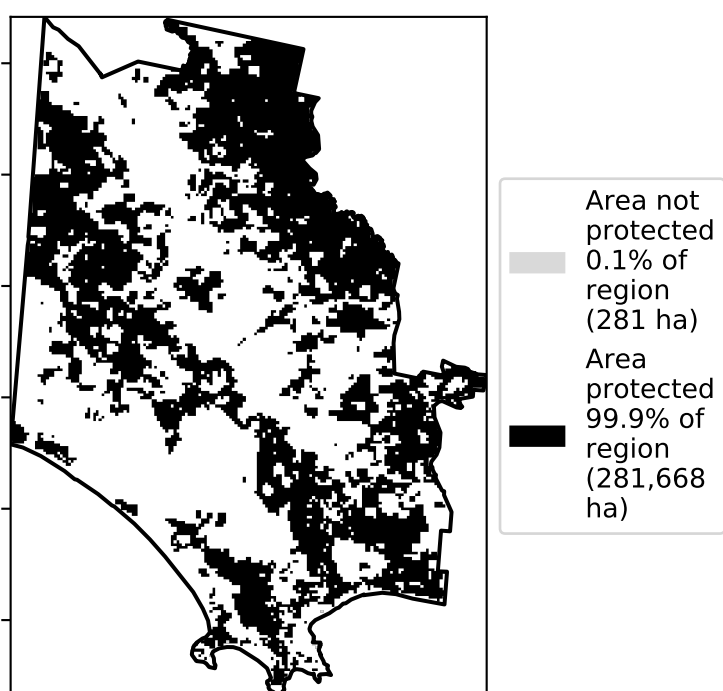 Area not
protected
0.1% of
region
(281 ha)
Area
protected
99.9% of
region
(281,668
ha)